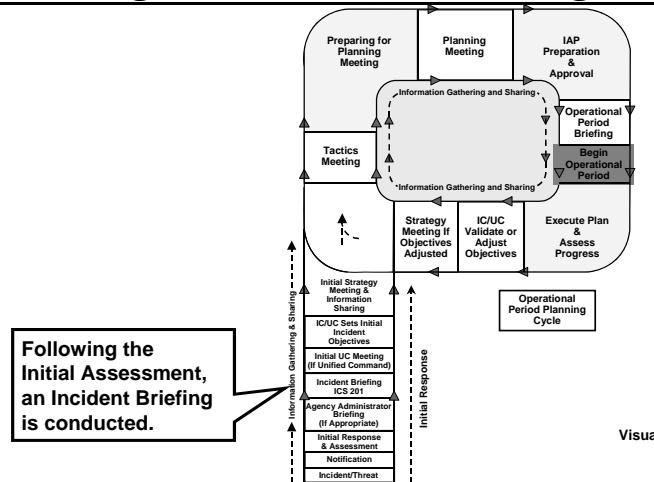 Preparing for
Planning
Meeting
Planning
Meeting
IAP
Preparation
&
Approval
Information Gathering and Sharing
Operational
Period
Briefing
Tactics
Meeting
Begin
Operational
Period
Information Gathering and Sharing
Strategy
Meeting If
Objectives
Adjusted
IC/UC
Validate or
Adjust
Objectives
Execute Plan
&
Assess
Progress
Initial Strategy
Meeting &
Information
Sharing
Operational
Period Planning
Cycle
IC/UC Sets Initial
Incident
Objectives
Initial UC Meeting
(If Unified Command)
Incident Briefing
ICS 201
Agency Administrator
Briefing
(If Appropriate)
Initial Response
& Assessment
Notification
Incident/Threat
Information Gathering & Sharing
Initial Response
Following the
Initial Assessment,
an Incident Briefing
is conducted.